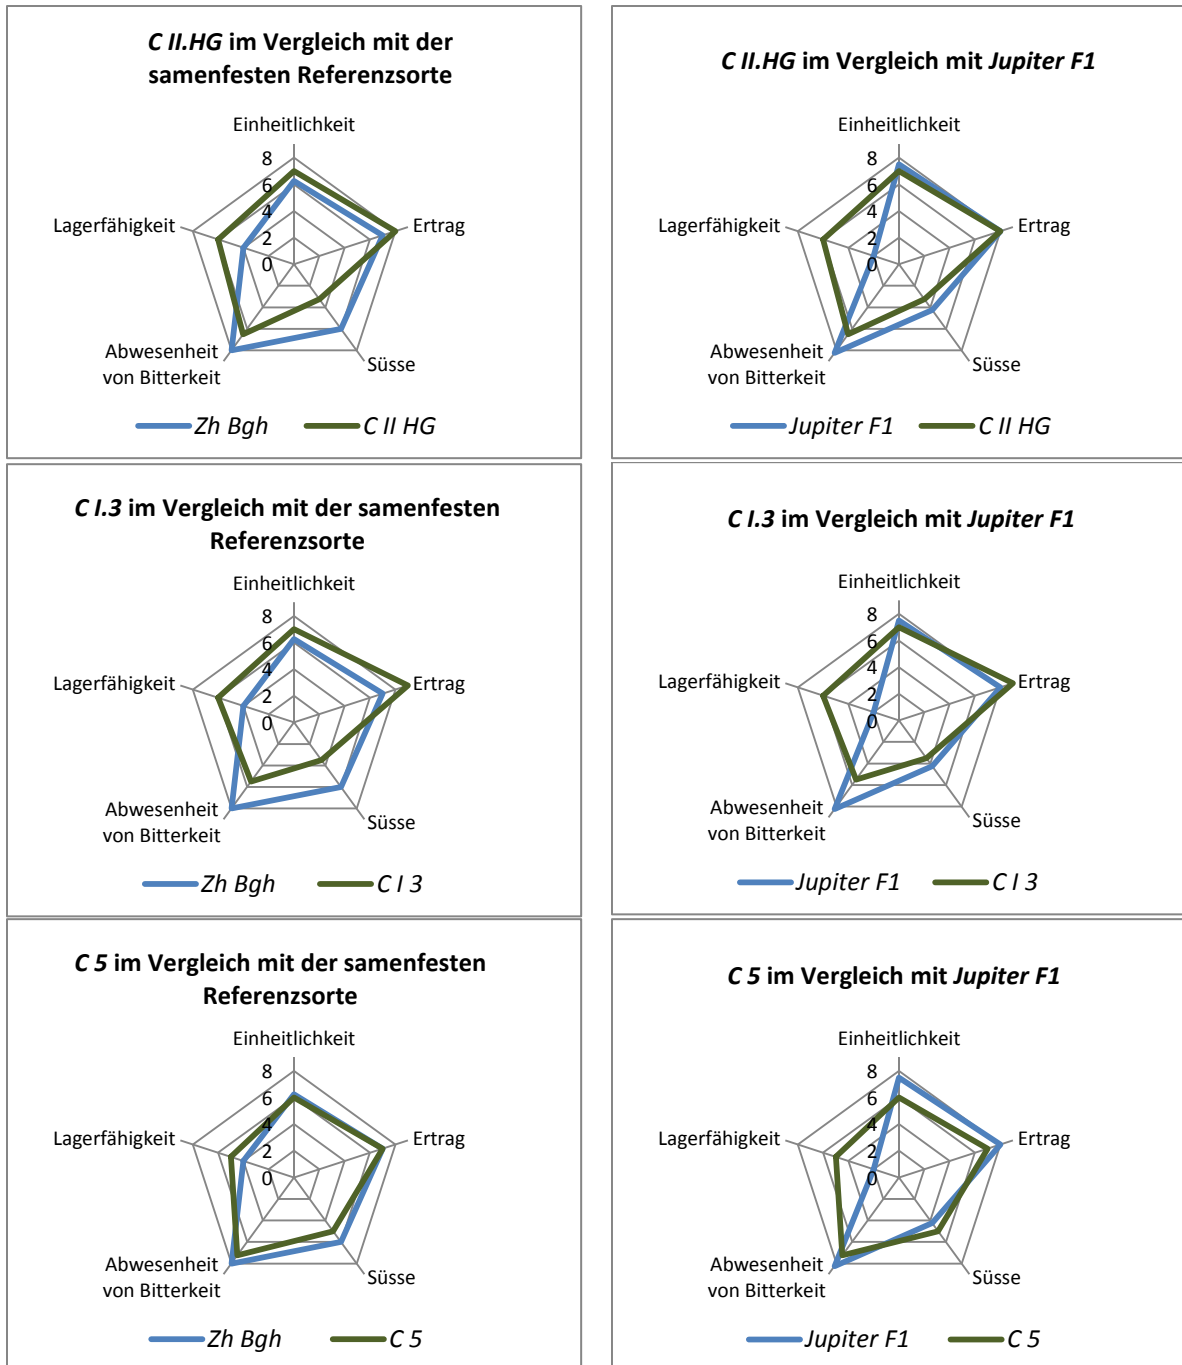 C II.HG im Vergleich mit der
samenfesten Referenzsorte
Einheitlichkeit
8
6
4
2
0
Lagerfähigkeit
Ertrag
Abwesenheit
von Bitterkeit
Süsse
Zh Bgh
C II HG
C II.HG im Vergleich mit Jupiter F1
Einheitlichkeit
8
6
4
2
0
Lagerfähigkeit
Ertrag
Abwesenheit
von Bitterkeit
Süsse
Jupiter F1
C II HG
C I.3 im Vergleich mit der samenfesten
Referenzsorte
Einheitlichkeit
8
6
4
2
0
Lagerfähigkeit
Ertrag
Abwesenheit
von Bitterkeit
Süsse
Zh Bgh
C I 3
C I.3 im Vergleich mit Jupiter F1
Einheitlichkeit
8
6
4
2
0
Lagerfähigkeit
Ertrag
Abwesenheit
von Bitterkeit
Süsse
Jupiter F1
C I 3
C 5 im Vergleich mit der samenfesten
Referenzsorte
Einheitlichkeit
8
6
4
2
0
Lagerfähigkeit
Ertrag
Abwesenheit
von Bitterkeit
Süsse
Zh Bgh
C 5
C 5 im Vergleich mit Jupiter F1
Einheitlichkeit
8
6
4
2
0
Lagerfähigkeit
Ertrag
Abwesenheit
von Bitterkeit
Süsse
Jupiter F1
C 5